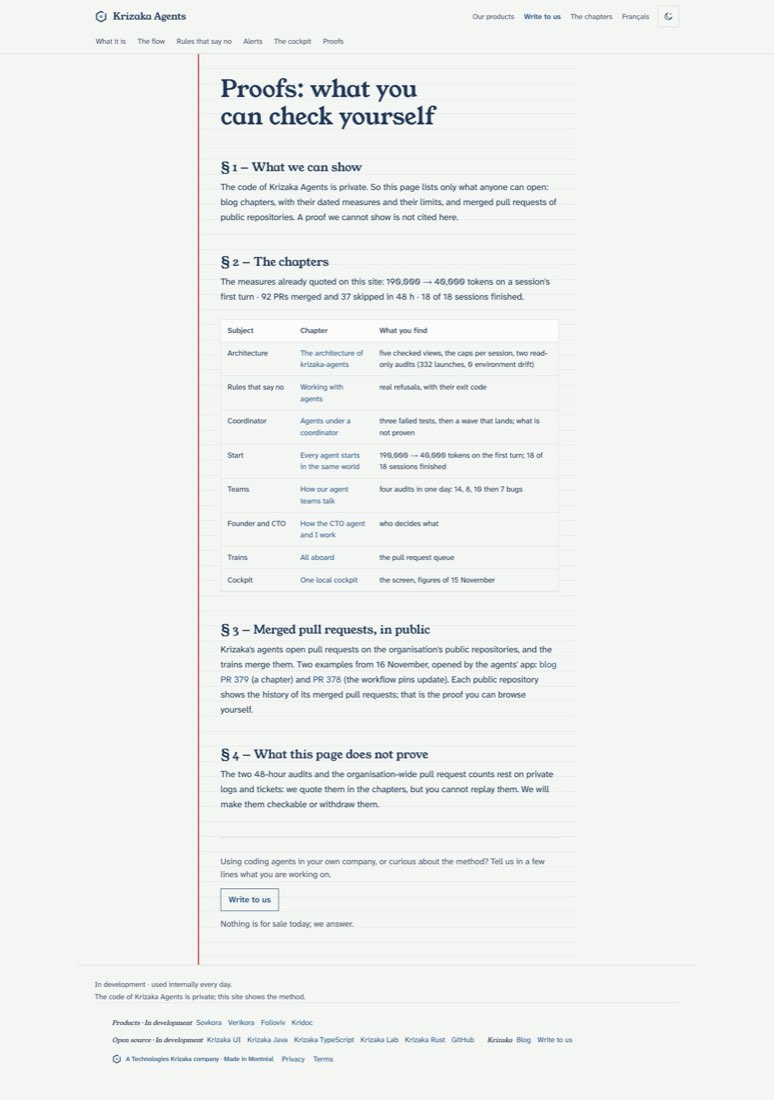 Krizaka Agents
Our products Write to us The chapters Français
What it is The flow Rules that say no Alerts The cockpit Proofs
Proofs: what you
can check yourself
§ 1 – What we can show
The code of Krizaka Agents is private. So this page lists only what anyone can open:
blog chapters, with their dated measures and their limits, and merged pull requests of
public repositories. A proof we cannot show is not cited here.
§ 2 – The chapters
The measures already quoted on this site: 190,000 → 40,000 tokens on a session's
first turn · 92 PRs merged and 37 skipped in 48 h · 18 of 18 sessions finished.
Subject Chapter What you find
Architecture The architecture of krizaka-agents five checked views, the caps per session, two read-only audits (332 launches, 0 environment drift)
Rules that say no Working with agents real refusals, with their exit code
Coordinator Agents under a coordinator three failed tests, then a wave that lands; what is not proven
Start Every agent starts in the same world 190,000 → 40,000 tokens on the first turn; 18 of 18 sessions finished
Teams How our agent teams talk four audits in one day: 14, 8, 10 then 7 bugs
Founder and CTO How the CTO agent and I work who decides what
Trains All aboard the pull request queue
Cockpit One local cockpit the screen, figures of 15 November
§ 3 – Merged pull requests, in public
Krizaka's agents open pull requests on the organisation's public repositories, and the
trains merge them. Two examples from 16 November, opened by the agents' app: blog
PR 379 (a chapter) and PR 378 (the workflow pins update). Each public repository
shows the history of its merged pull requests; that is the proof you can browse
yourself.
§ 4 – What this page does not prove
The two 48-hour audits and the organisation-wide pull request counts rest on private
logs and tickets: we quote them in the chapters, but you cannot replay them. We will
make them checkable or withdraw them.
Using coding agents in your own company, or curious about the method? Tell us in a few
lines what you are working on.
Write to us
Nothing is for sale today; we answer.
In development · used internally every day.
The code of Krizaka Agents is private; this site shows the method.
Products · In development Sovkora Verikora Folloviv Kridoc
Open source · In development Krizaka UI Krizaka Java Krizaka TypeScript Krizaka Lab Krizaka Rust GitHub Krizaka Blog Write to us
A Technologies Krizaka company · Made in Montréal Privacy Terms